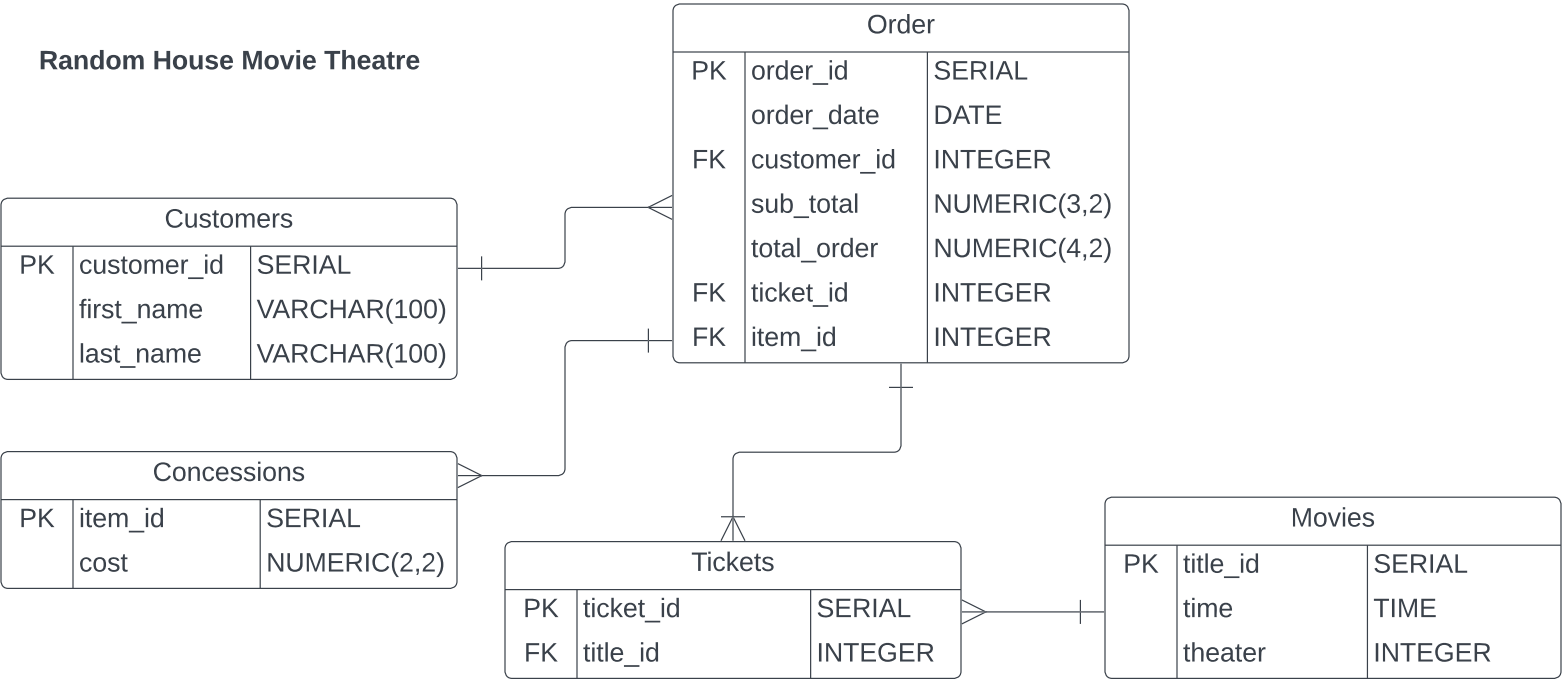 Random House Movie Theatre
Order
PK order_id SERIAL
order_date DATE
FK customer_id INTEGER
sub_total NUMERIC(3,2)
total_order NUMERIC(4,2)
FK ticket_id INTEGER
FK item_id INTEGER
Customers
PK customer_id SERIAL
first_name VARCHAR(100)
last_name VARCHAR(100)
Concessions
PK item_id SERIAL
cost NUMERIC(2,2)
Tickets
PK ticket_id SERIAL
FK title_id INTEGER
Movies
PK title_id SERIAL
time TIME
theater INTEGER